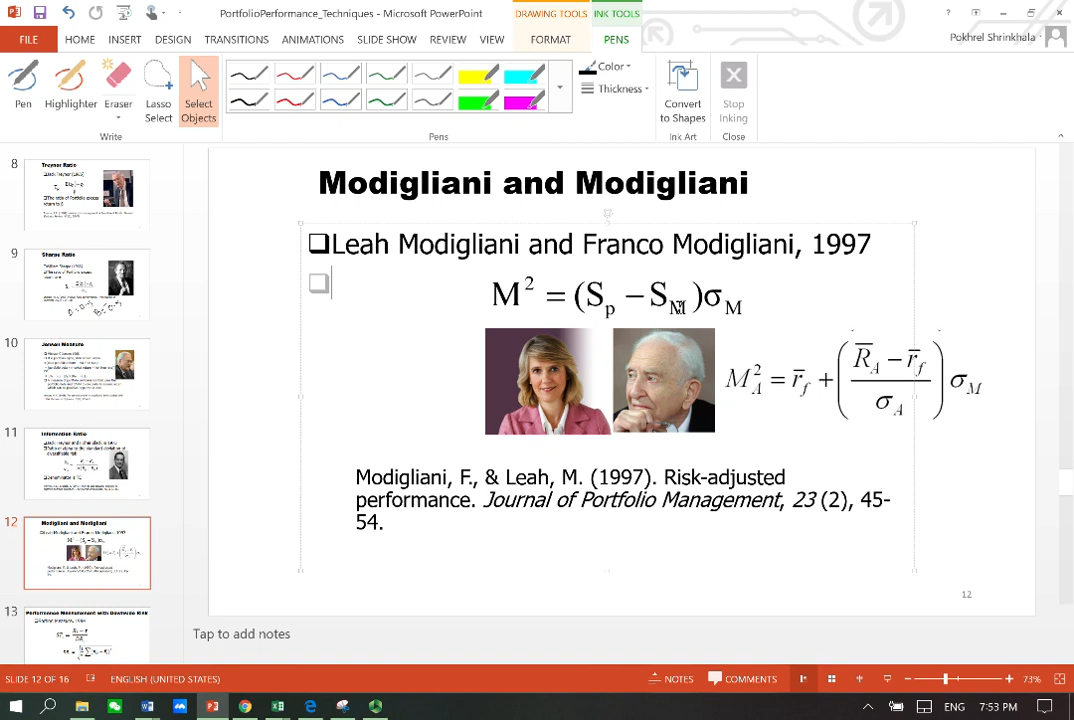 PortfolioPerformance_Techniques - Microsoft PowerPoint
DRAWING TOOLS INK TOOLS
?
FILE HOME INSERT DESIGN TRANSITIONS ANIMATIONS SLIDE SHOW REVIEW VIEW FORMAT PENS
Pokhrel Shrinkhala
Pen Highlighter Eraser Lasso Select Select Objects
Color
Thickness
Convert to Shapes
Stop Inking
Write Pens Ink Art Close
8
Treynor Ratio
9
Sharpe Ratio
10
Jensen Measure
11
Information Ratio
12
Modigliani and Modigliani
13
Performance Measurement with Downside Risk
Modigliani and Modigliani
❑Leah Modigliani and Franco Modigliani, 1997
M² = (Sp − S )σM
M²A = r̄f + ( (R̄A − r̄f) / σA ) σM
Modigliani, F., & Leah, M. (1997). Risk-adjusted
performance. Journal of Portfolio Management, 23 (2), 45-
54.
12
Tap to add notes
SLIDE 12 OF 16 ENGLISH (UNITED STATES) NOTES COMMENTS 73%
ENG 7:53 PM